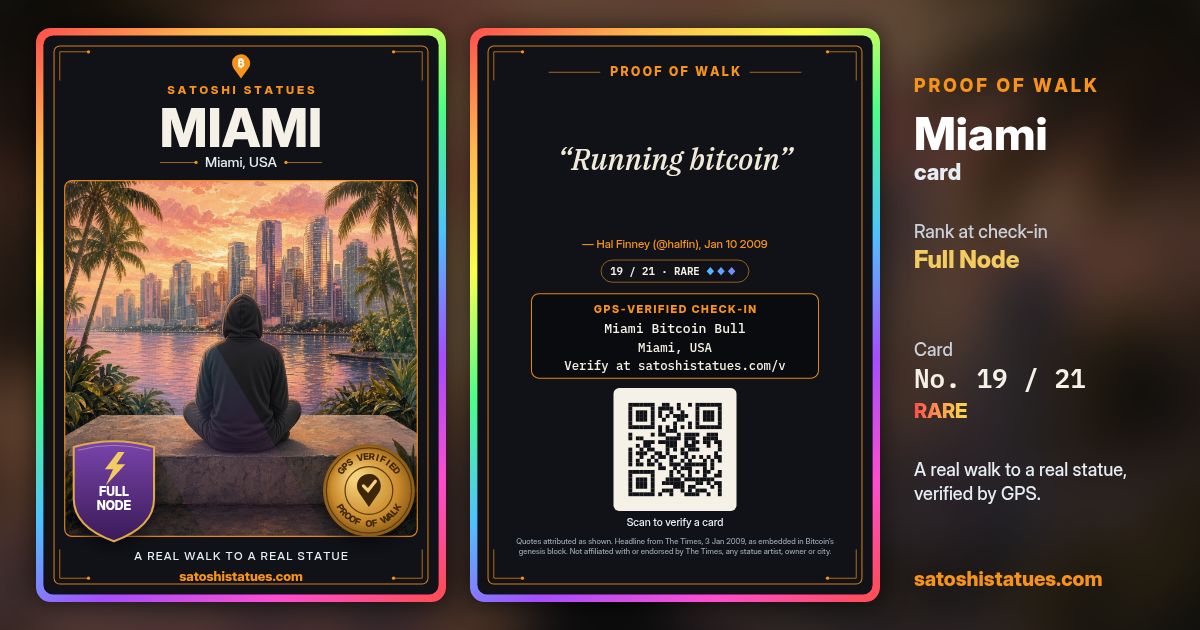 SATOSHI STATUES
MIAMI
Miami, USA
FULL
NODE
GPS VERIFIED
PROOF OF WALK
A REAL WALK TO A REAL STATUE
satoshistatues.com
PROOF OF WALK
“Running bitcoin”
— Hal Finney (@halfin), Jan 10 2009
19 / 21 · RARE
GPS-VERIFIED CHECK-IN
Miami Bitcoin Bull
Miami, USA
Verify at satoshistatues.com/v
Scan to verify a card
Quotes attributed as shown. Headline from The Times, 3 Jan 2009, as embedded in Bitcoin's
genesis block. Not affiliated with or endorsed by The Times, any statue artist, owner or city.
PROOF OF WALK
Miami
card
Rank at check-in
Full Node
Card
No. 19 / 21
RARE
A real walk to a real statue,
verified by GPS.
satoshistatues.com